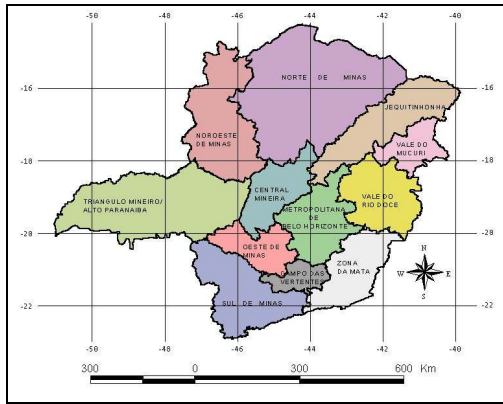 -50 -48 -46 -44 -42 -40
-16 -16
NORTE DE MINAS
JEQUITINHONHA
NOROESTE
DE MINAS
VALE DO
MUCURI
-18 -18
TRIANGULO MINEIRO/
ALTO PARANAIBA
CENTRAL
MINEIRA
VALE DO
RIO DOCE
METROPOLITANA
DE
BELO HORIZONTE
-20 -20
OESTE DE
MINAS
ZONA
DA MATA
CAMPO DAS
VERTENTES
N
W E
S
SUL DE MINAS
-22 -22
-50 -48 -46 -44 -42 -40
300 0 300 600 Km